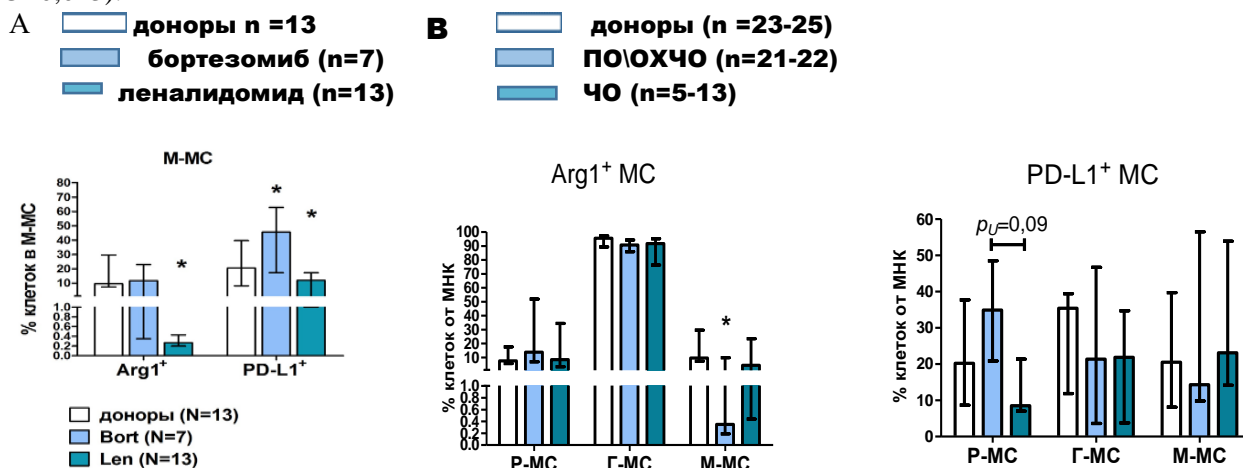 А
доноры n =13
бортезомиб (n=7)
леналидомид (n=13)
В
доноры (n =23-25)
ПО\ОХЧО (n=21-22)
ЧО (n=5-13)
М-МС
% клеток в М-МС
80
70
60
50
40
30
20
10
1.0
0.8
0.6
0.4
0.2
0.0
*
*
*
Arg1+
PD-L1+
доноры (N=13)
Bort (N=7)
Len (N=13)
Arg1+ МС
% клеток от МНК
100
90
80
70
60
50
40
30
20
10
1.0
0.8
0.6
0.4
0.2
0.0
*
Р-МС
Г-МС
М-МС
PD-L1+ МС
% клеток от МНК
60
50
40
30
20
10
0
pU=0,09
Р-МС
Г-МС
М-МС